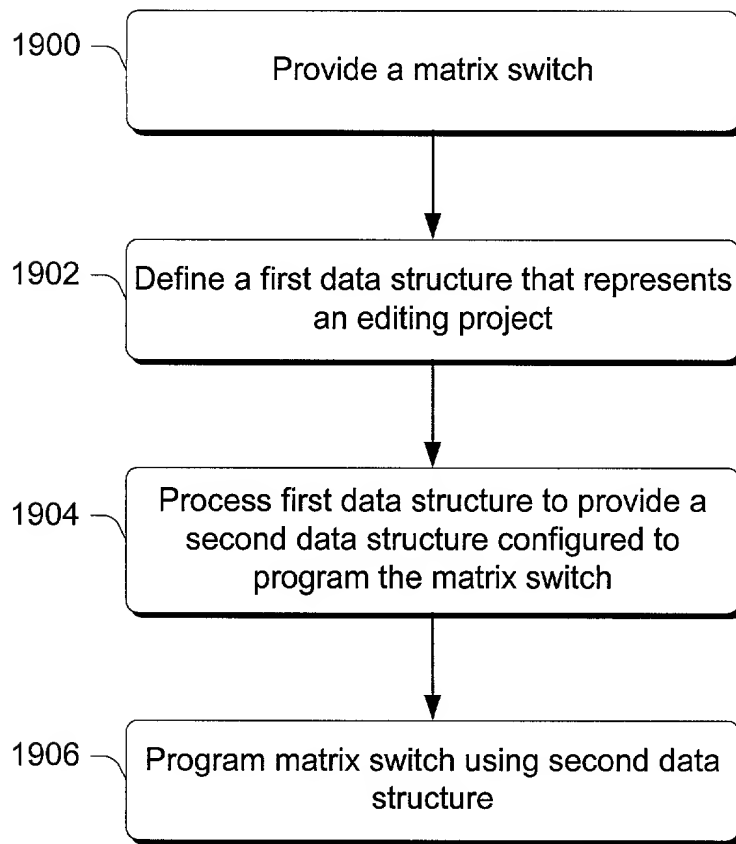 1900
Provide a matrix switch
1902
Define a first data structure that represents
an editing project
1904
Process first data structure to provide a
second data structure configured to
program the matrix switch
1906
Program matrix switch using second data
structure